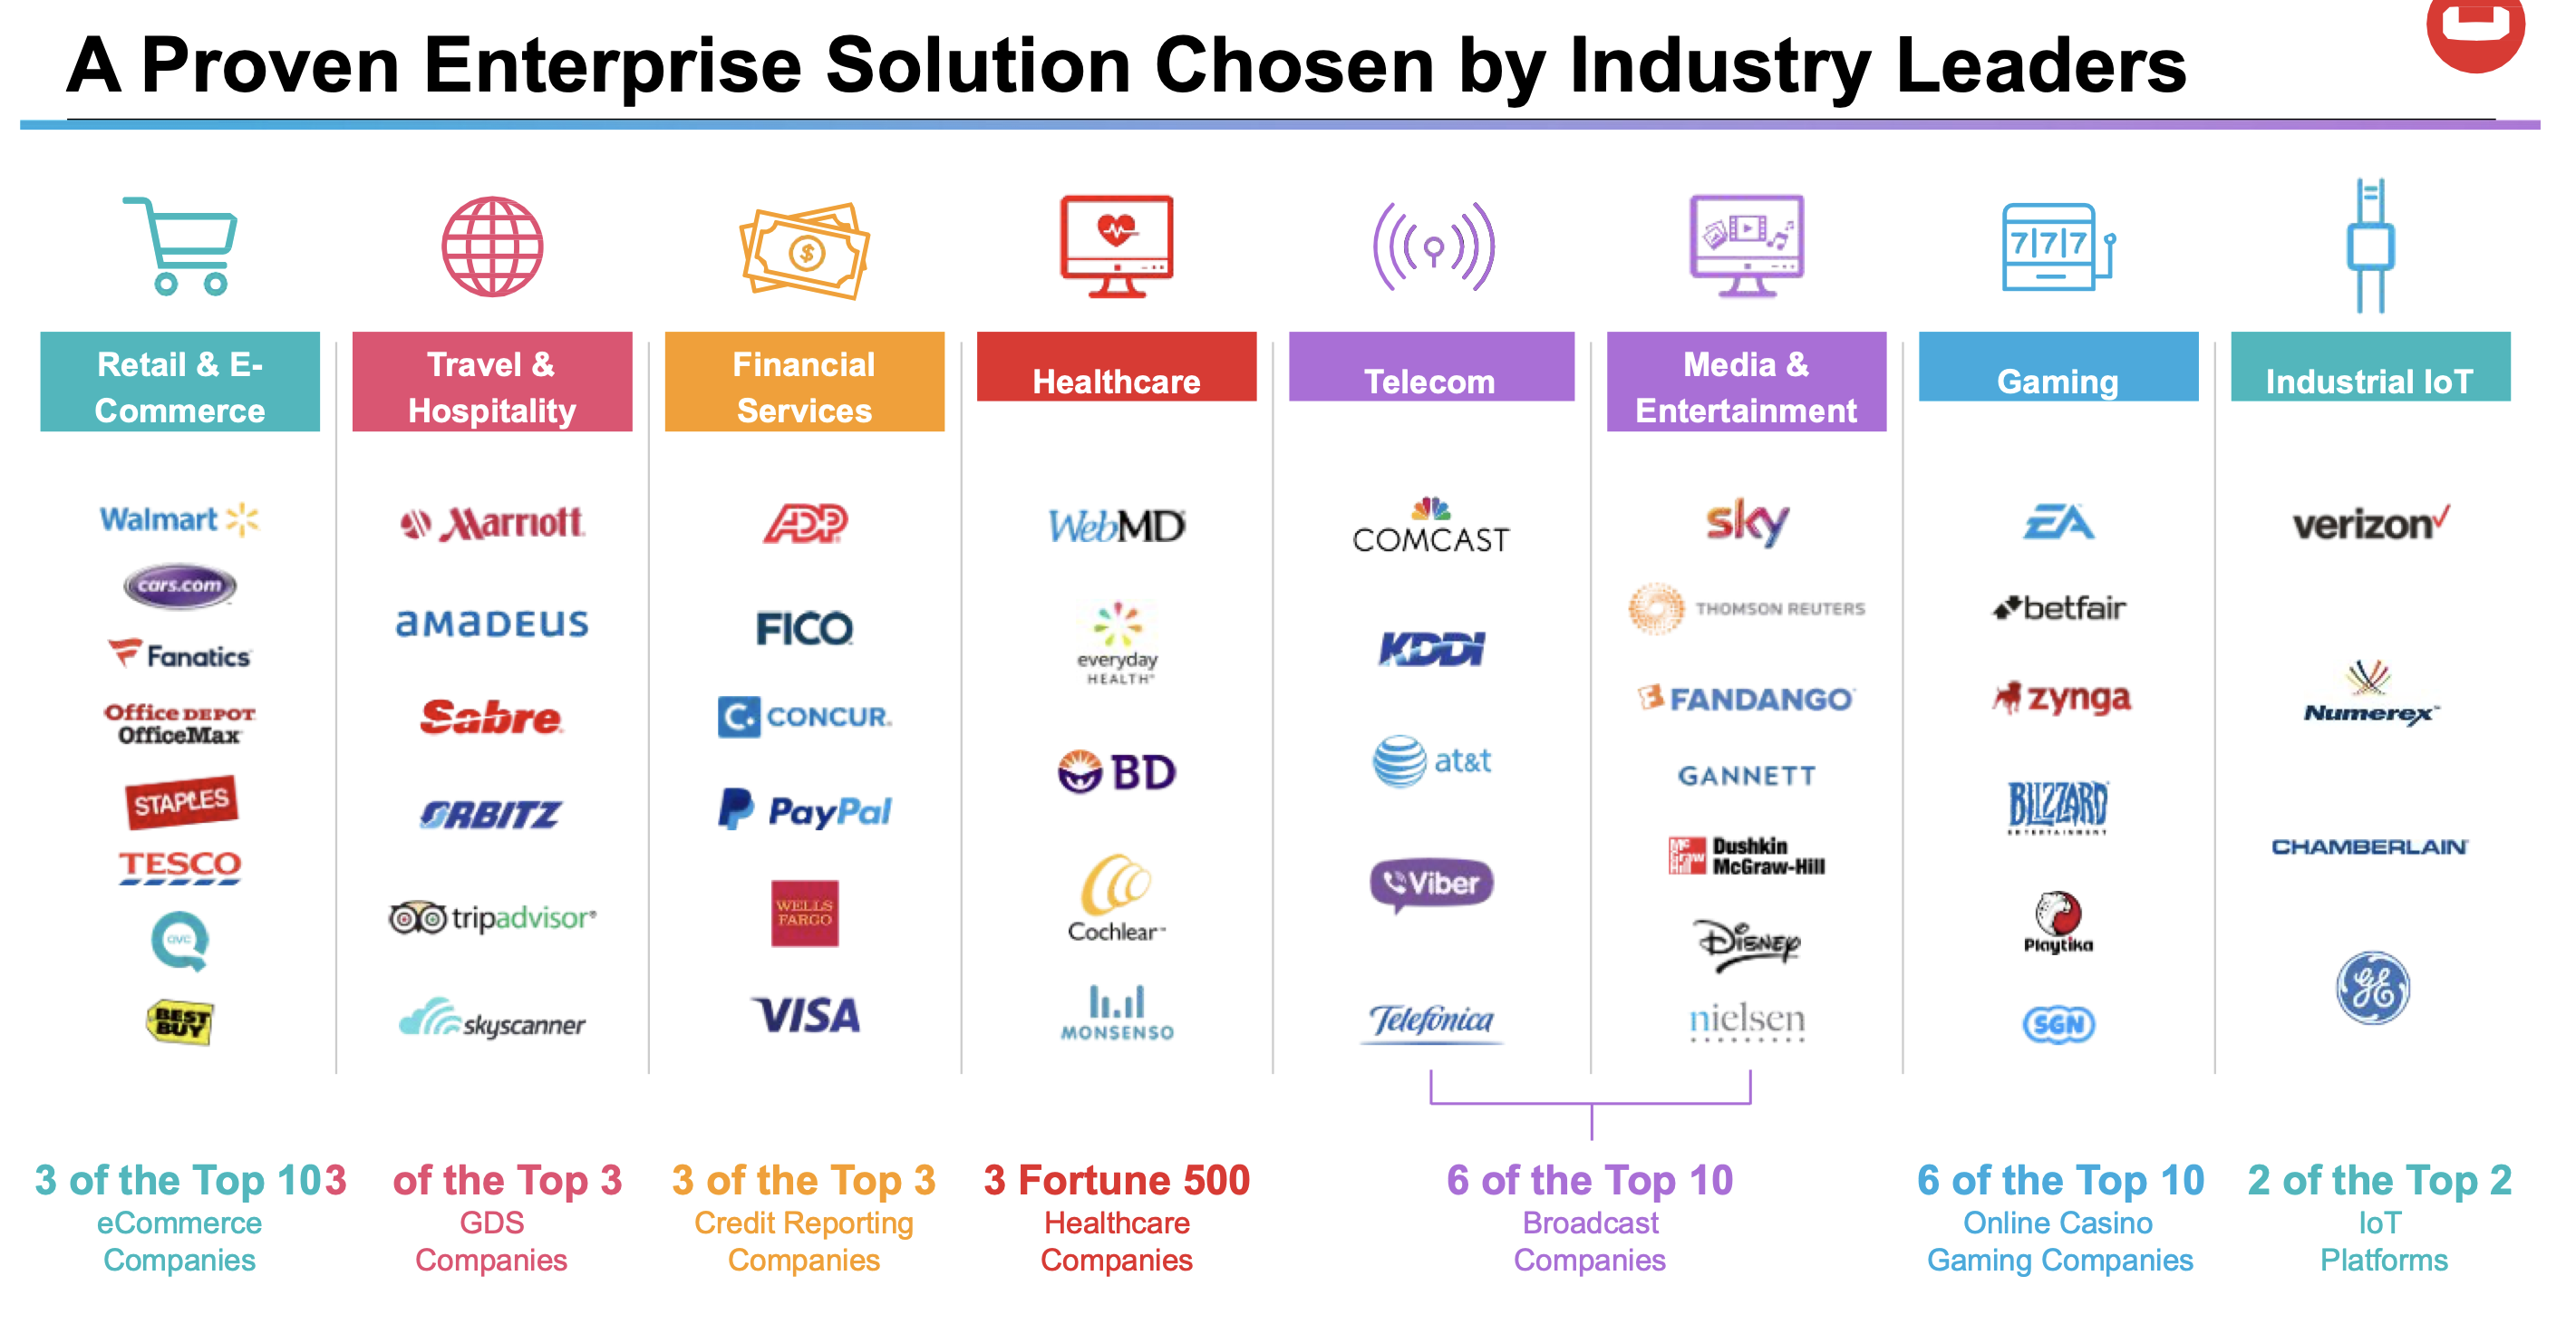 A Proven Enterprise Solution Chosen by Industry Leaders
$
7|7|7
Retail & E-
Commerce
Travel &
Hospitality
Financial
Services
Healthcare
Telecom
Media &
Entertainment
Gaming
Industrial IoT
Walmart
cars.com
Fanatics
Office DEPOT
OfficeMax
STAPLES
TESCO
QVC
BEST
BUY
Marriott
aMaDEUS
Sabre
ORBITZ
tripadvisor®
skyscanner
ADP
FICO
CONCUR
PayPal
WELLS
FARGO
VISA
WebMD
everyday
HEALTH
BD
Cochlear™
MONSENSO
COMCAST
KDDI
at&t
Viber
Telefónica
sky
THOMSON REUTERS
FANDANGO
GANNETT
Mc
Graw
Hill
Dushkin
McGraw-Hill
Disney
nielsen
EA
betfair
zynga
BLIZZARD
ENTERTAINMENT
Playtika
SGN
verizon
Numerex™
CHAMBERLAIN
GE
3 of the Top 10
eCommerce
Companies
3 of the Top 3
GDS
Companies
3 of the Top 3
Credit Reporting
Companies
3 Fortune 500
Healthcare
Companies
6 of the Top 10
Broadcast
Companies
6 of the Top 10
Online Casino
Gaming Companies
2 of the Top 2
IoT
Platforms